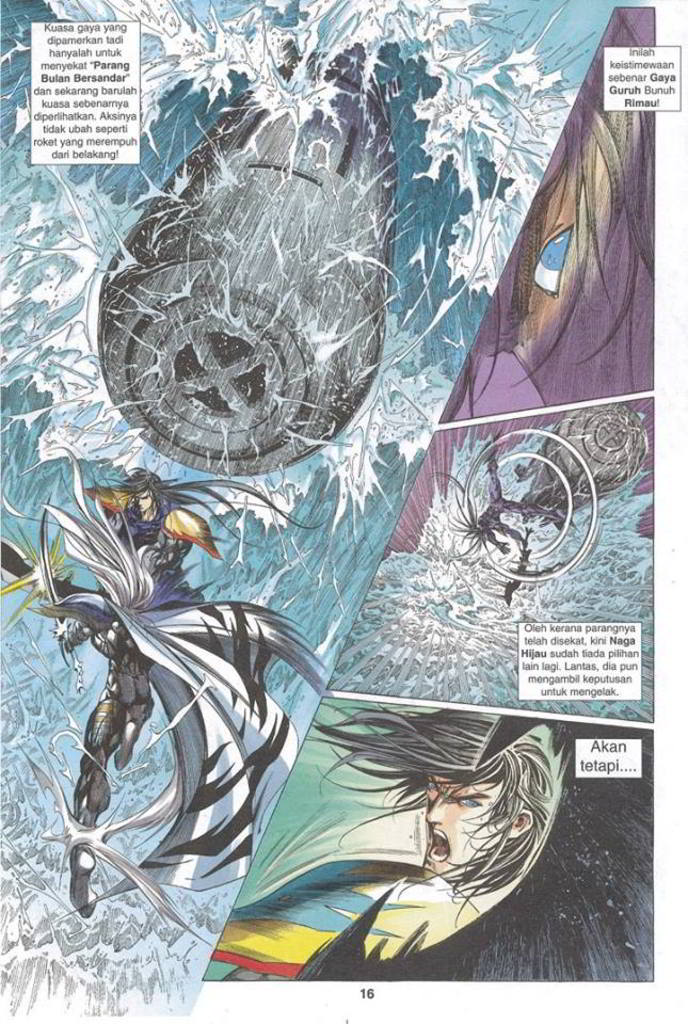 Kuasa gaya yang
dipamerkan tadi
hanyalah untuk
menyekat "Parang
Bulan Bersandar"
dan sekarang barulah
kuasa sebenarnya
diperlihatkan. Aksinya
tidak ubah seperti
roket yang merempuh
dari belakang!
Inilah
keistimewaan
sebenar Gaya
Guruh Bunuh
Rimau!
Oleh kerana parangnya
telah disekat, kini Naga
Hijau sudah tiada pilihan
lain lagi. Lantas, dia pun
mengambil keputusan
untuk mengelak.
Akan
tetapi....
16